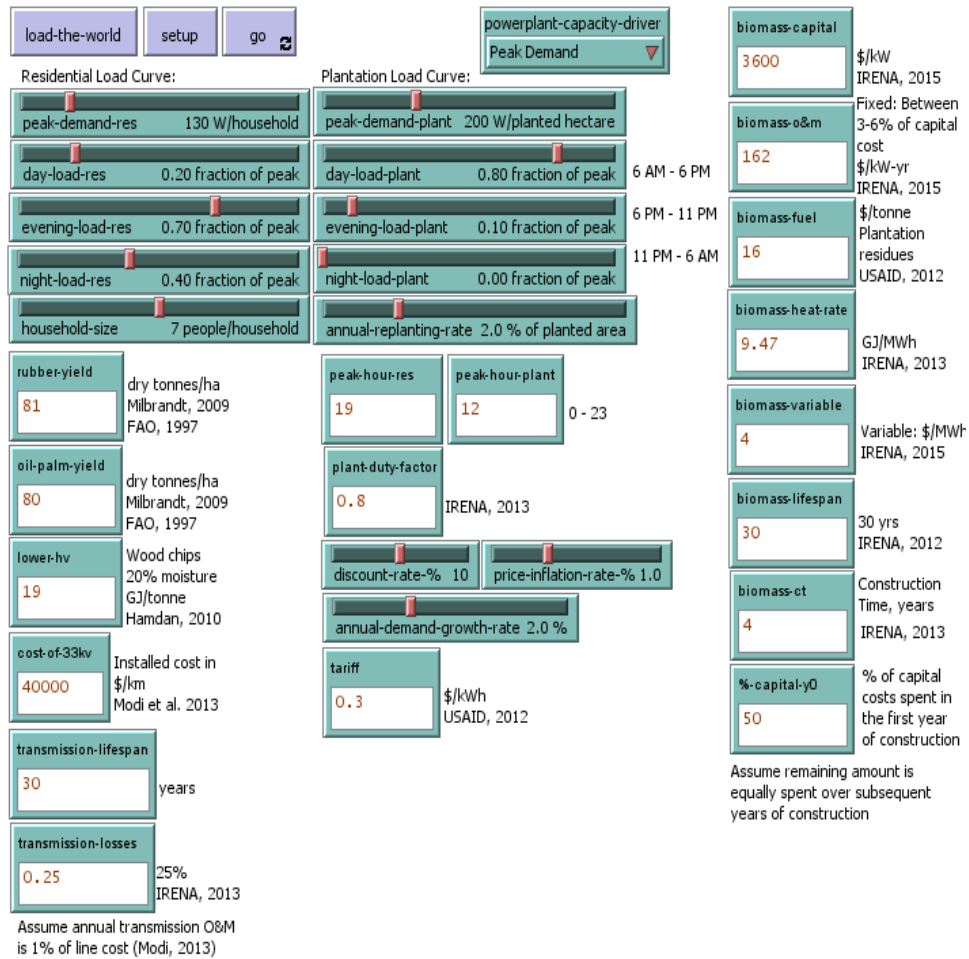 load-the-world
setup
go
powerplant-capacity-driver
Peak Demand
Residential Load Curve:
peak-demand-res 130 W/household
day-load-res 0.20 fraction of peak
evening-load-res 0.70 fraction of peak
night-load-res 0.40 fraction of peak
household-size 7 people/household
Plantation Load Curve:
peak-demand-plant 200 W/planted hectare
day-load-plant 0.80 fraction of peak
6 AM - 6 PM
evening-load-plant 0.10 fraction of peak
6 PM - 11 PM
night-load-plant 0.00 fraction of peak
11 PM - 6 AM
annual-replanting-rate 2.0 % of planted area
rubber-yield
81
dry tonnes/ha
Milbrandt, 2009
FAO, 1997
oil-palm-yield
80
dry tonnes/ha
Milbrandt, 2009
FAO, 1997
lower-hv
19
Wood chips
20% moisture
GJ/tonne
Hamdan, 2010
cost-of-33kv
40000
Installed cost in
$/km
Modi et al. 2013
transmission-lifespan
30
years
transmission-losses
0.25
25%
IRENA, 2013
Assume annual transmission O&M
is 1% of line cost (Modi, 2013)
peak-hour-res
19
peak-hour-plant
12
0 - 23
plant-duty-factor
0.8
IRENA, 2013
discount-rate-% 10
price-inflation-rate-% 1.0
annual-demand-growth-rate 2.0 %
tariff
0.3
$/kWh
USAID, 2012
biomass-capital
3600
$/kW
IRENA, 2015
biomass-o&m
162
Fixed: Between
3-6% of capital
cost
$/kW-yr
IRENA, 2015
biomass-fuel
16
$/tonne
Plantation
residues
USAID, 2012
biomass-heat-rate
9.47
GJ/MWh
IRENA, 2013
biomass-variable
4
Variable: $/MWh
IRENA, 2015
biomass-lifespan
30
30 yrs
IRENA, 2012
biomass-ct
4
Construction
Time, years
IRENA, 2013
%-capital-y0
50
% of capital
costs spent in
the first year
of construction
Assume remaining amount is
equally spent over subsequent
years of construction